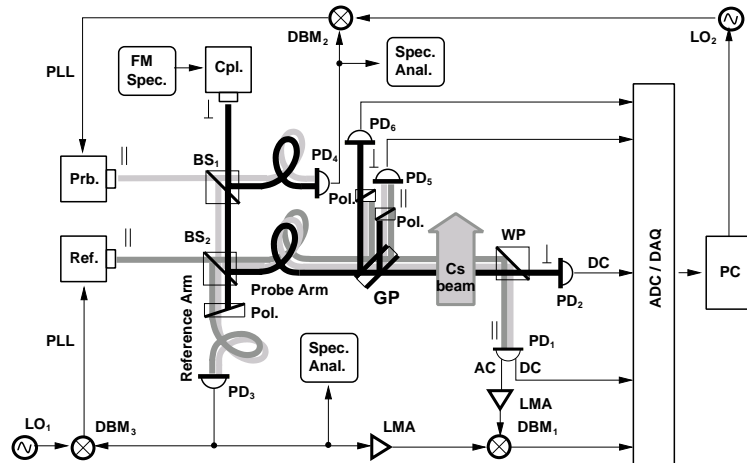 DBM2
LO2
FM
Spec.
Cpl.
Spec.
Anal.
PLL
⊥
PD6
||
BS1
PD4
⊥
PD5
Prb.
Pol.
||
Pol.
||
BS2
WP
⊥
Ref.
Cs
beam
DC
ADC / DAQ
PC
Probe Arm
GP
PD2
Reference Arm
Pol.
||
PD1
PLL
Spec.
Anal.
AC
DC
PD3
LMA
LO1
DBM3
LMA
DBM1